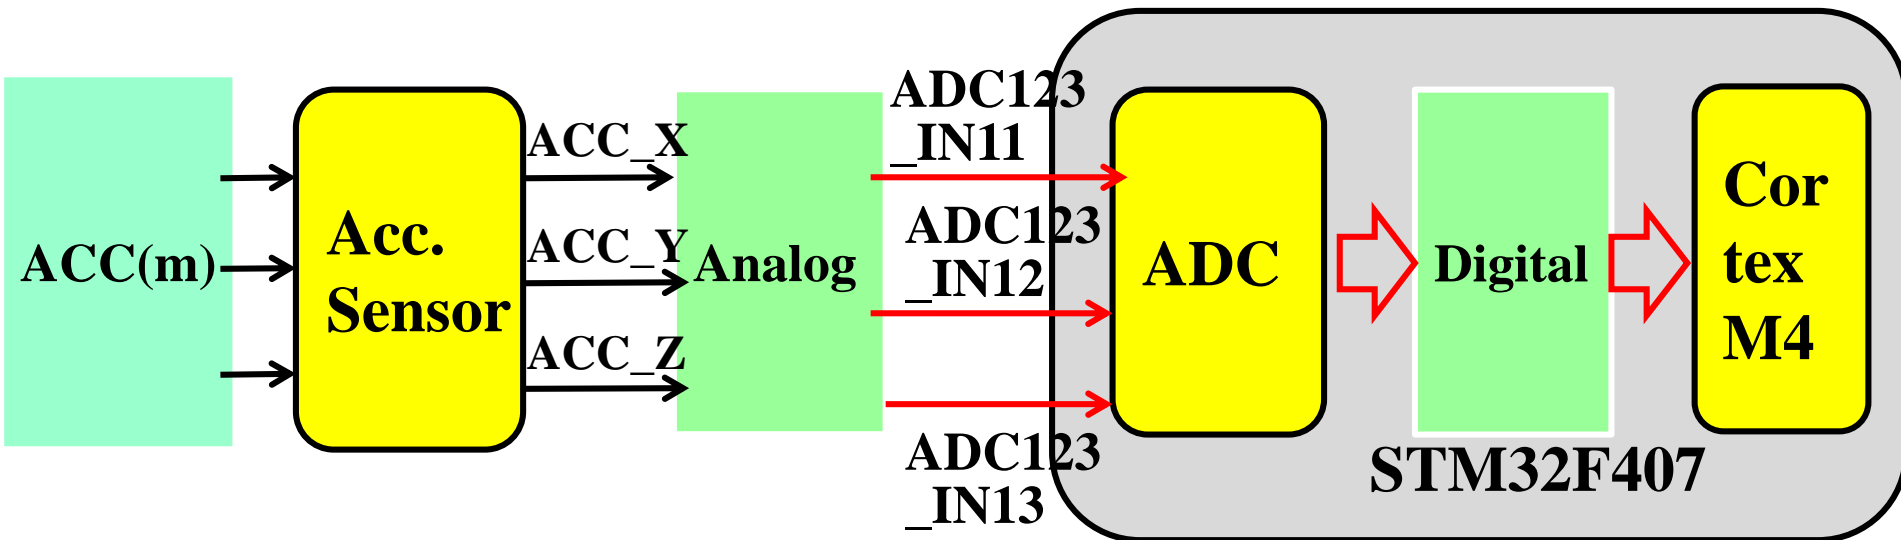 ACC(m)
Acc.
Sensor
ACC_X
ACC_Y
ACC_Z
Analog
ADC123
_IN11
ADC123
_IN12
ADC123
_IN13
ADC
Digital
Cor
tex
M4
STM32F407